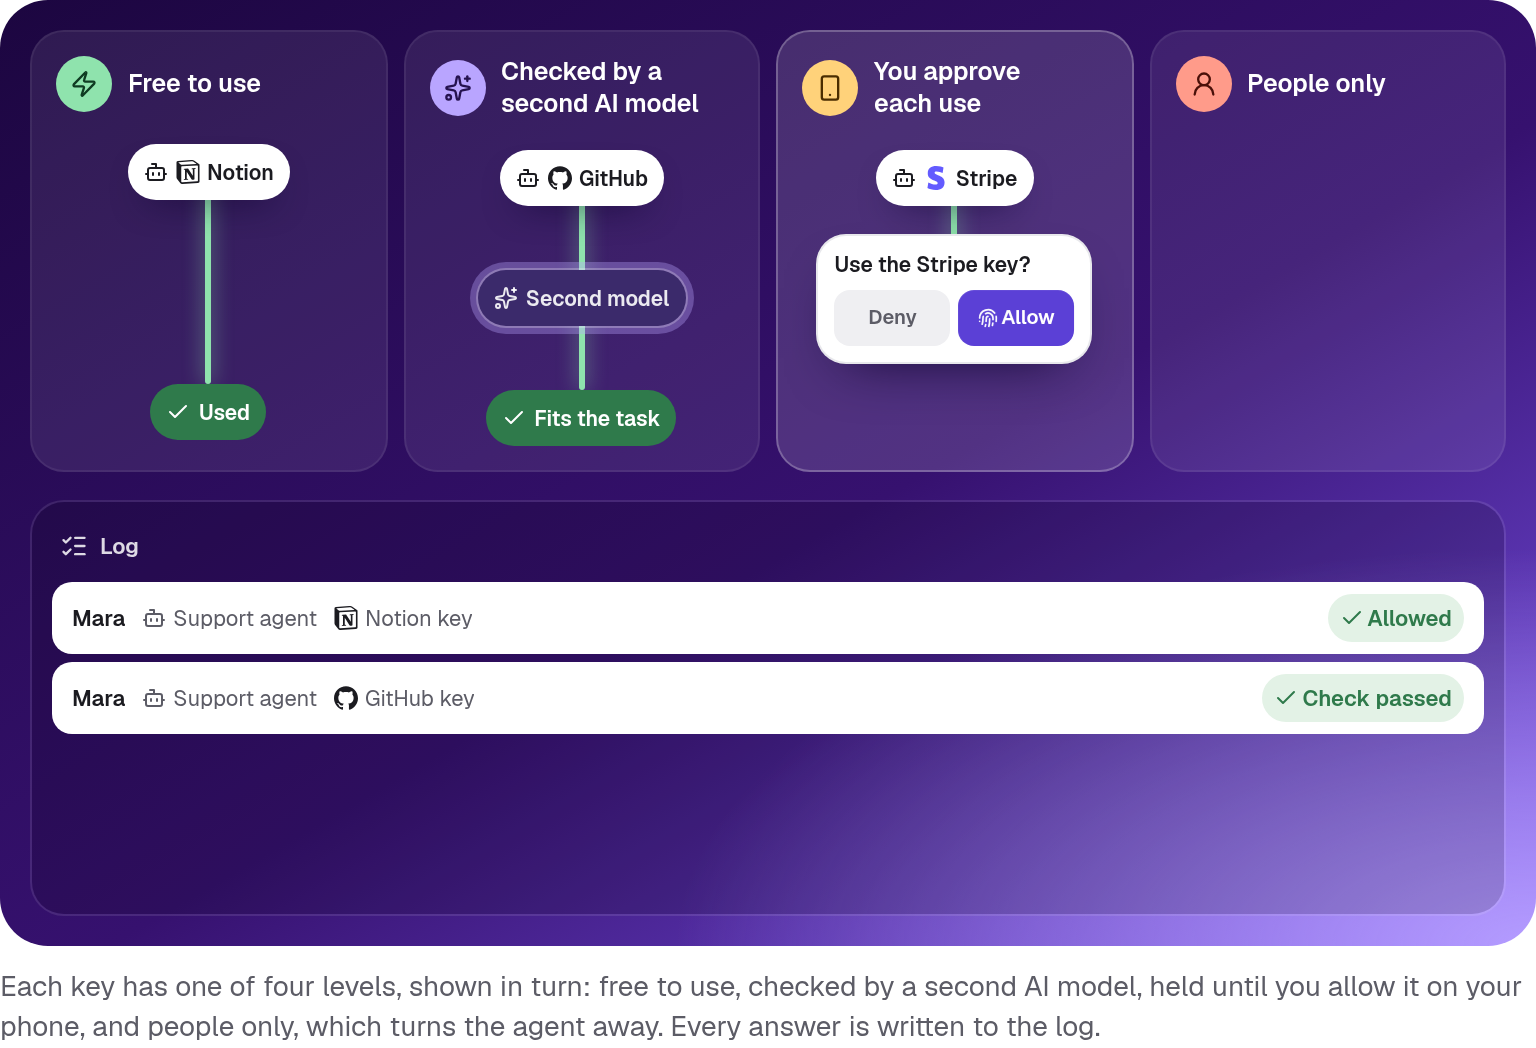 Free to use
Checked by a
second AI model
You approve
each use
People only
Notion
GitHub
Stripe
Use the Stripe key?
Deny
Allow
Second model
Used
Fits the task
Log
Mara Support agent Notion key Allowed
Mara Support agent GitHub key Check passed
Each key has one of four levels, shown in turn: free to use, checked by a second AI model, held until you allow it on your
phone, and people only, which turns the agent away. Every answer is written to the log.